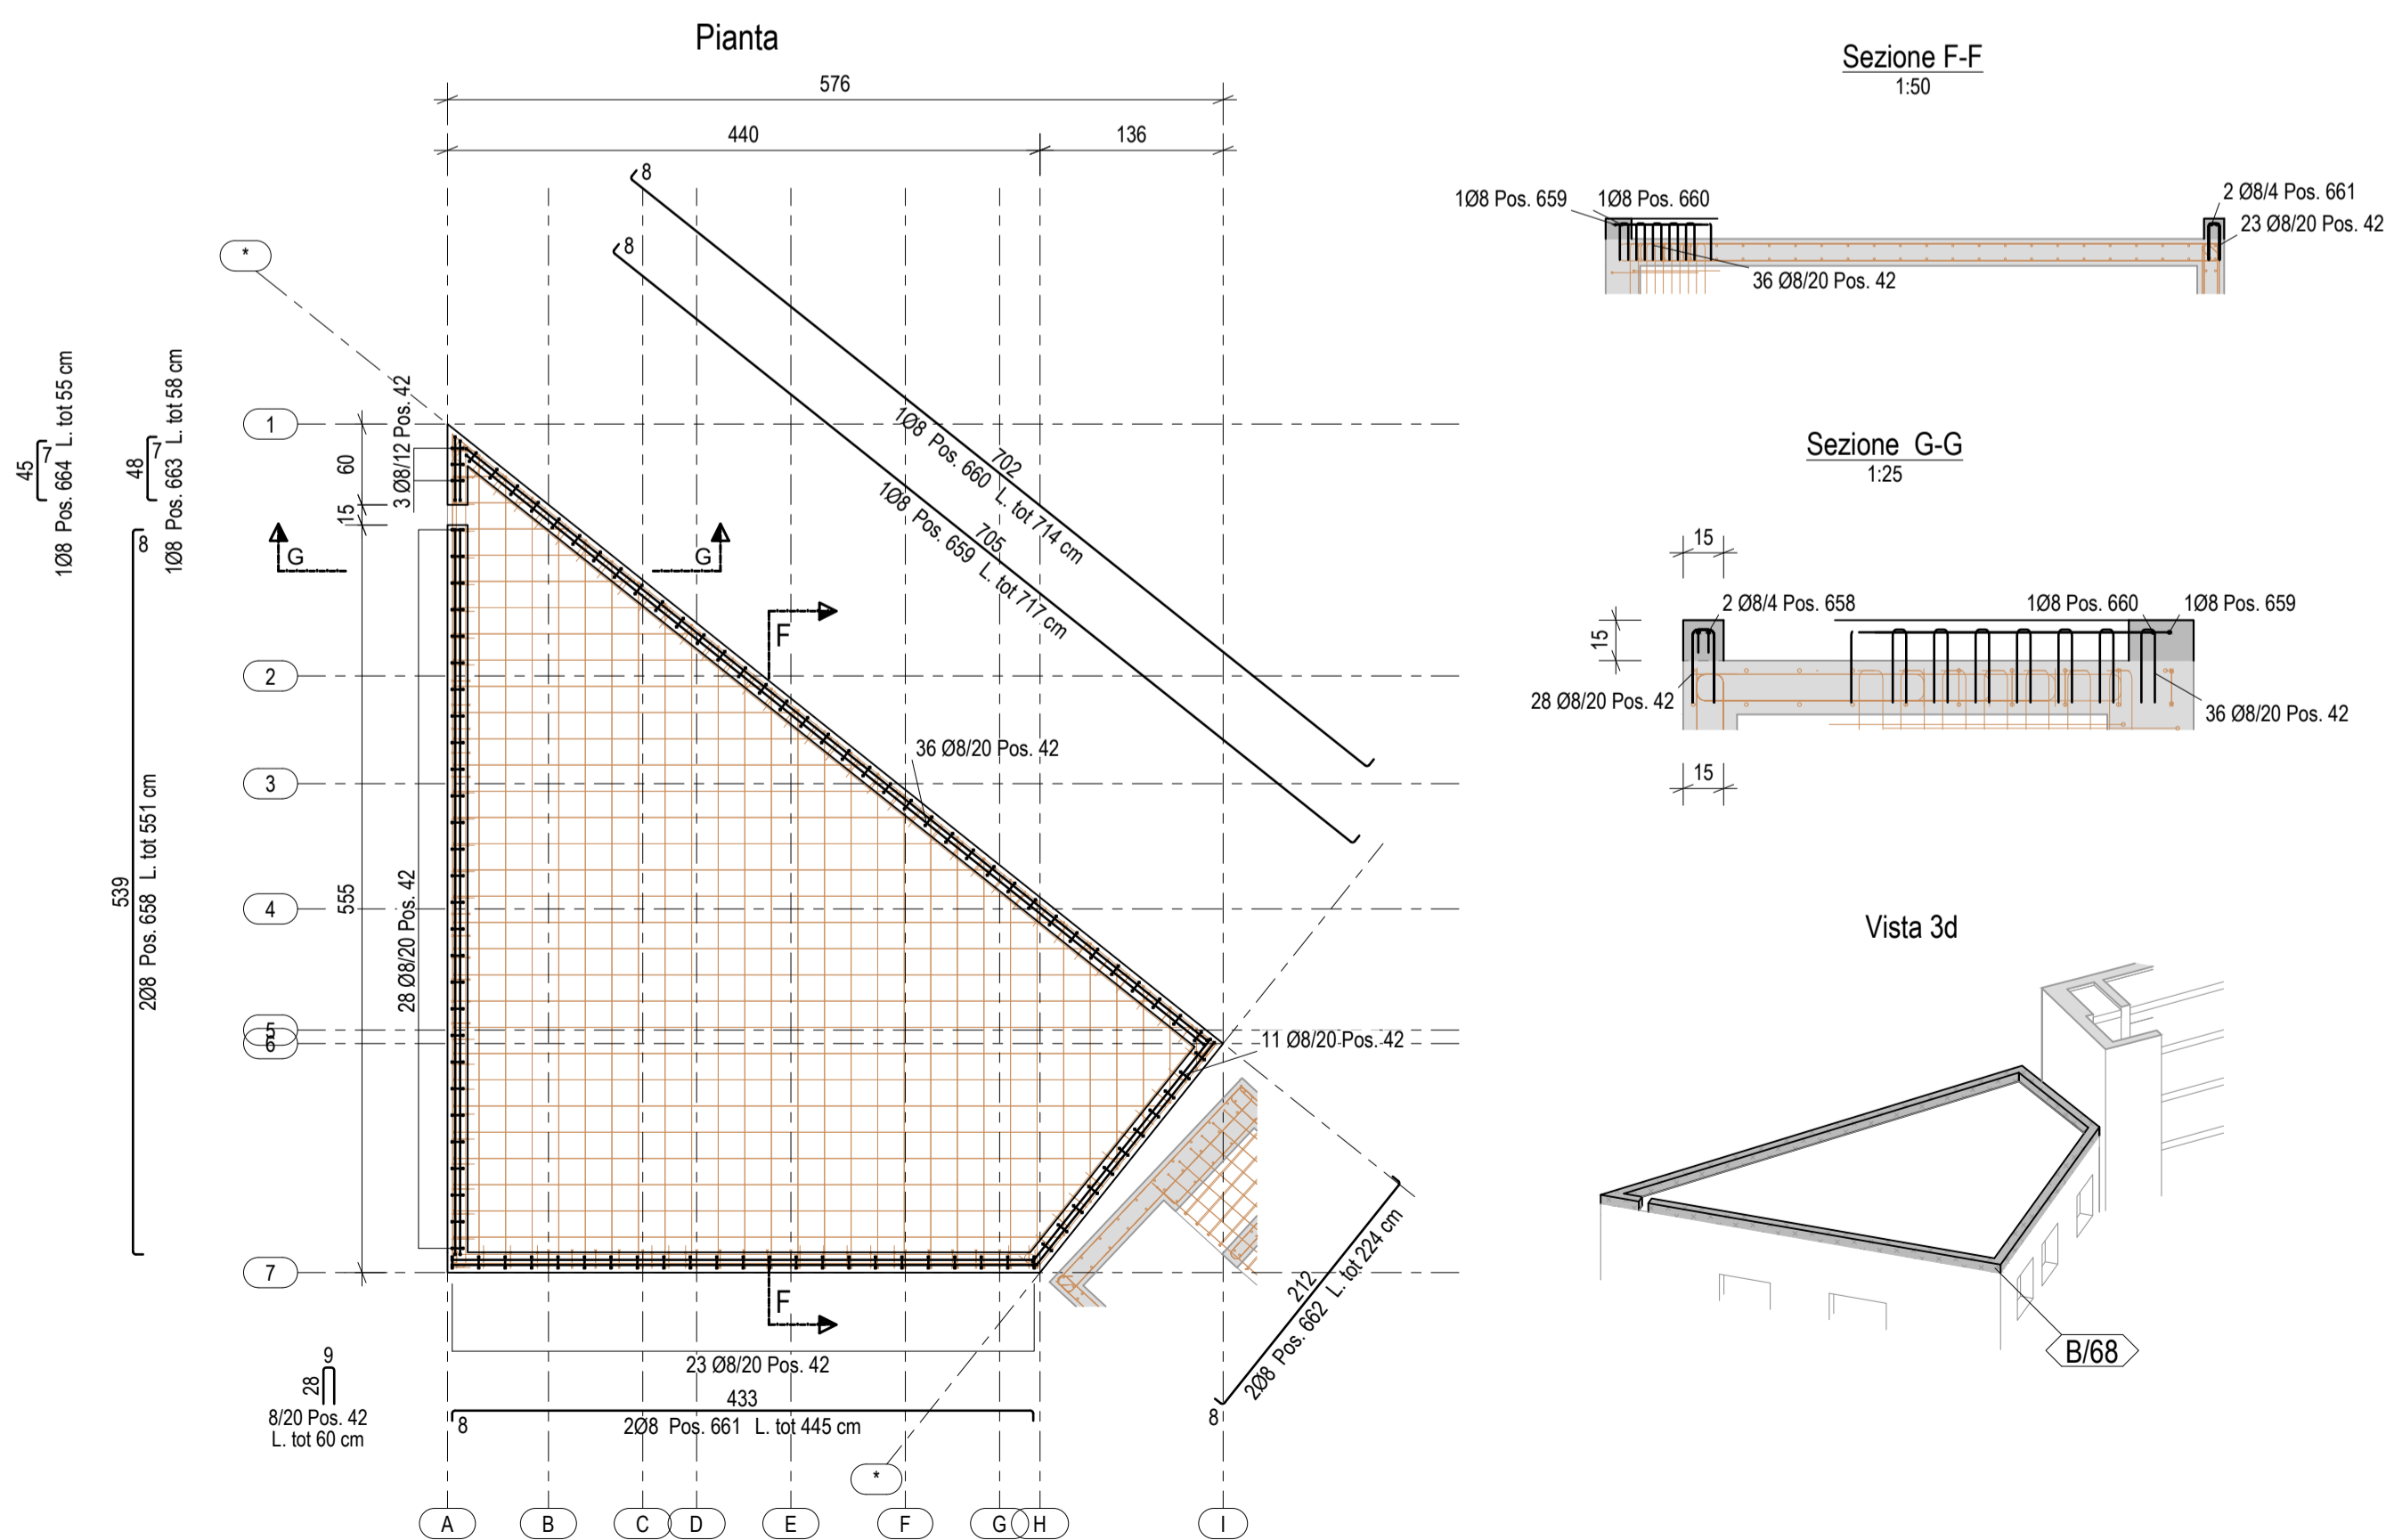 Pianta
576
440
136
8
8
*
702
1Ø8 Pos. 660 L. tot 714 cm
705
1Ø8 Pos. 659 L. tot 717 cm
45
7
1Ø8 Pos. 664 L. tot 55 cm
48
7
1Ø8 Pos. 663 L. tot 58 cm
1
60
15
3 Ø8/12 Pos. 42
G
G
8
F
2
36 Ø8/20 Pos. 42
3
539
2Ø8 Pos. 658 L. tot 551 cm
555
28 Ø8/20 Pos. 42
4
5
6
11 Ø8/20 Pos. 42
7
F
212
2Ø8 Pos. 662 L. tot 224 cm
8
23 Ø8/20 Pos. 42
433
8
2Ø8 Pos. 661 L. tot 445 cm
9
28
8/20 Pos. 42
L. tot 60 cm
*
A
B
C
D
E
F
G
H
I
Sezione F-F
1:50
1Ø8 Pos. 659
1Ø8 Pos. 660
2 Ø8/4 Pos. 661
23 Ø8/20 Pos. 42
36 Ø8/20 Pos. 42
Sezione G-G
1:25
15
2 Ø8/4 Pos. 658
1Ø8 Pos. 660
1Ø8 Pos. 659
15
28 Ø8/20 Pos. 42
36 Ø8/20 Pos. 42
15
Vista 3d
B/68